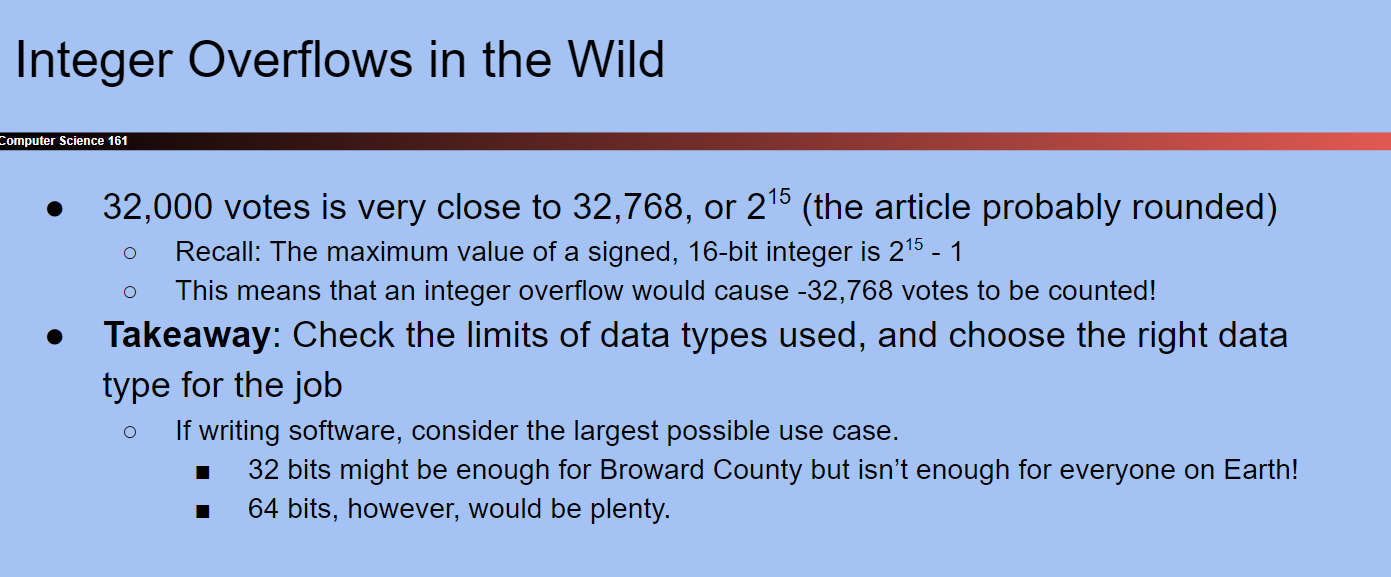 Integer Overflows in the Wild
Computer Science 161
● 32,000 votes is very close to 32,768, or 2¹⁵ (the article probably rounded)
○ Recall: The maximum value of a signed, 16-bit integer is 2¹⁵ - 1
○ This means that an integer overflow would cause -32,768 votes to be counted!
● Takeaway: Check the limits of data types used, and choose the right data
type for the job
○ If writing software, consider the largest possible use case.
■ 32 bits might be enough for Broward County but isn’t enough for everyone on Earth!
■ 64 bits, however, would be plenty.